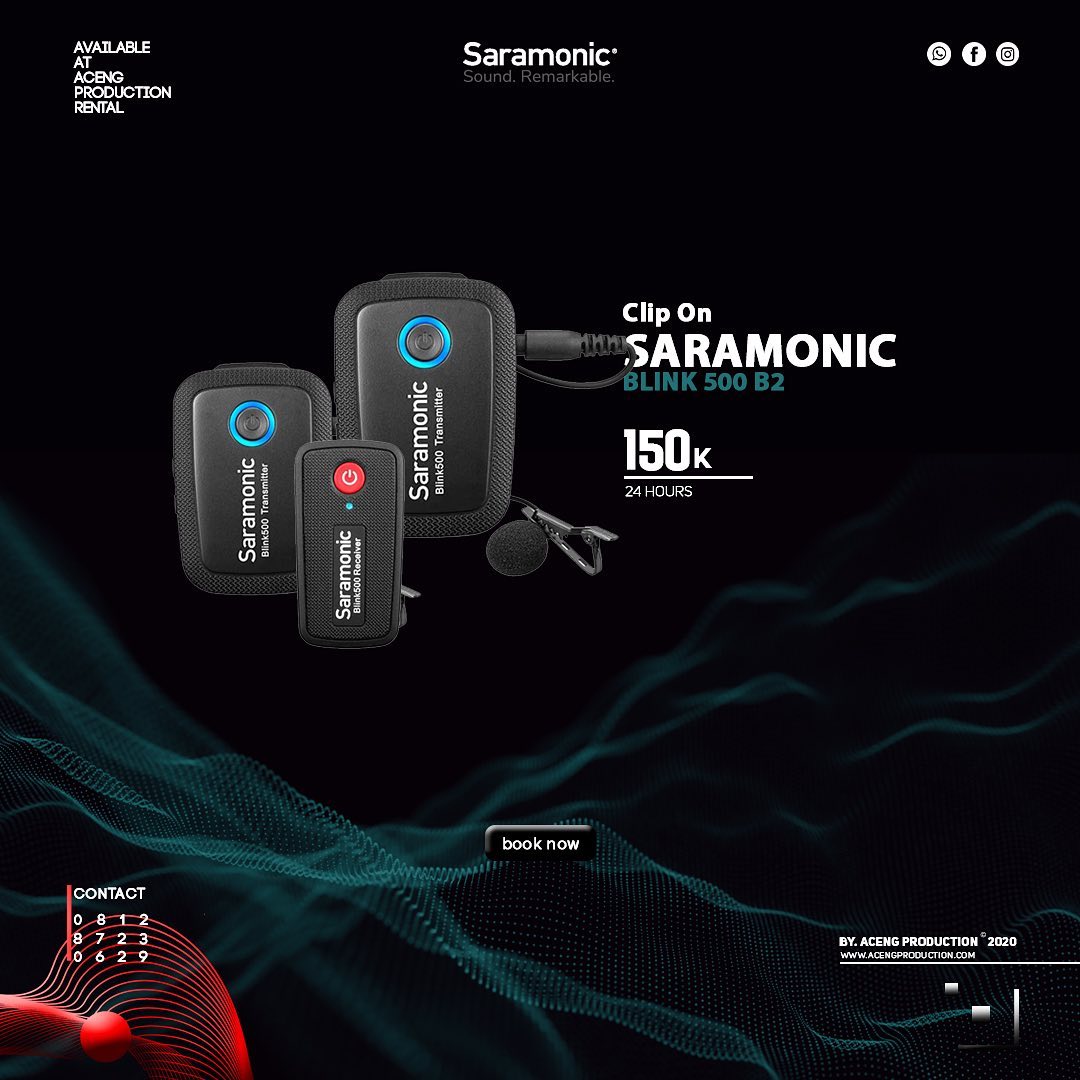 AVAILABLE
AT
ACENG
PRODUCTION
RENTAL
Saramonic®
Sound. Remarkable.
Clip On
SARAMONIC
BLINK 500 B2
150K
24 HOURS
Saramonic
Blink500 Transmitter
Saramonic
Blink500 Transmitter
Saramonic
Blink500 Receiver
book now
CONTACT
0 8 1 2
8 7 2 3
0 6 2 9
BY. ACENG PRODUCTION © 2020
WWW.ACENGPRODUCTION.COM